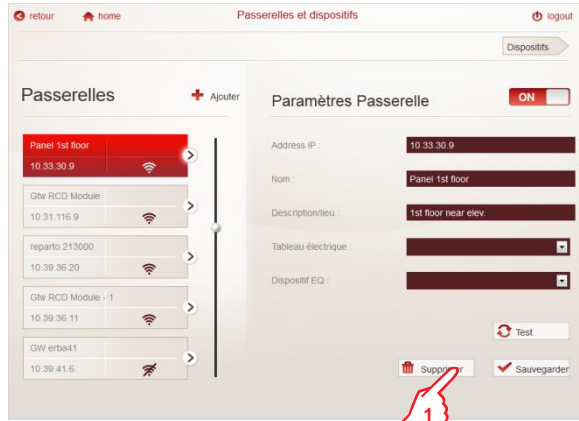 retour
home
Passerelles et dispositifs
logout
Dispositifs
Passerelles
Ajouter
Panel 1st floor
10.33.30.9
Gtw RCD Module
10.31.116.9
reparto 213000
10.39.36.20
Gtw RCD Module - 1
10.39.36.11
GW erba41
10.39.41.6
Paramètres Passerelle
ON
Address IP :
10.33.30.9
Nom :
Panel 1st floor
Description/lieu :
1st floor near elev.
Tableau électrique :
Dispositif EQ :
Test
Supprimer
Sauvegarder
1